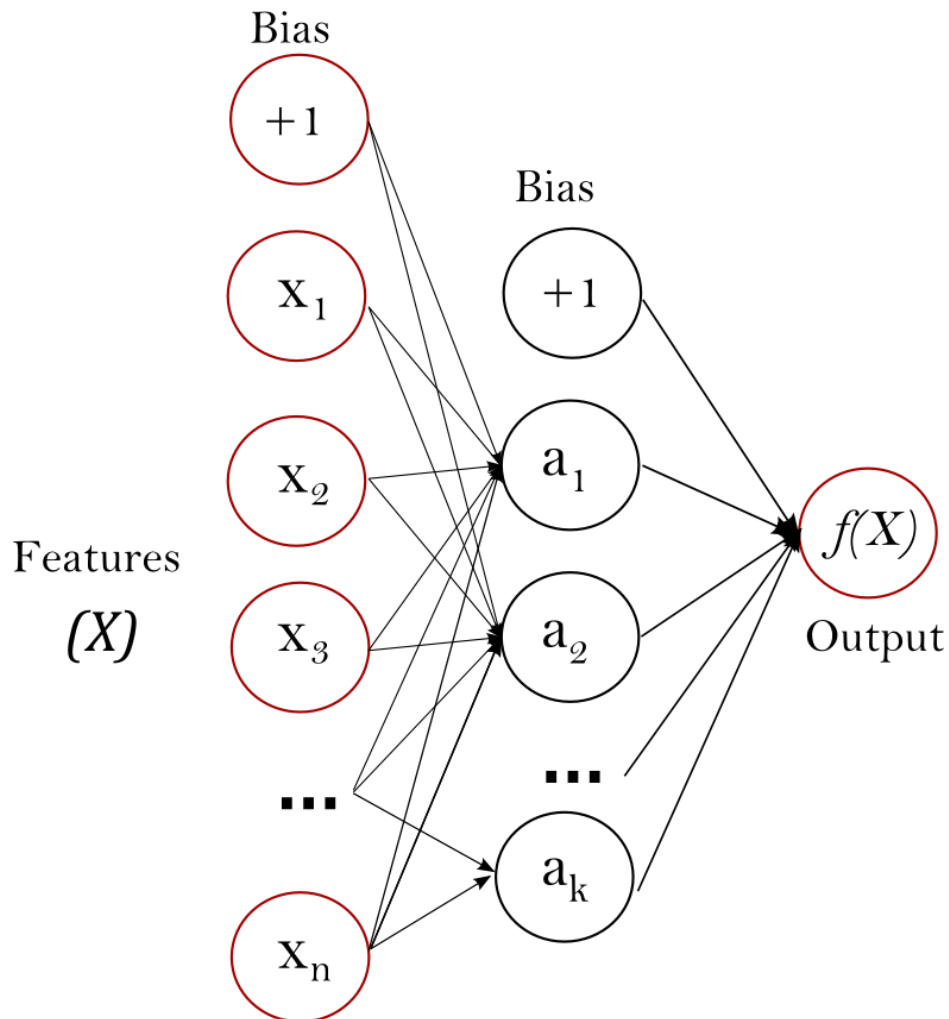 Bias
+1
x₁
x₂
x₃
...
xₙ
Features
(X)
Bias
+1
a₁
a₂
...
aₖ
f(X)
Output